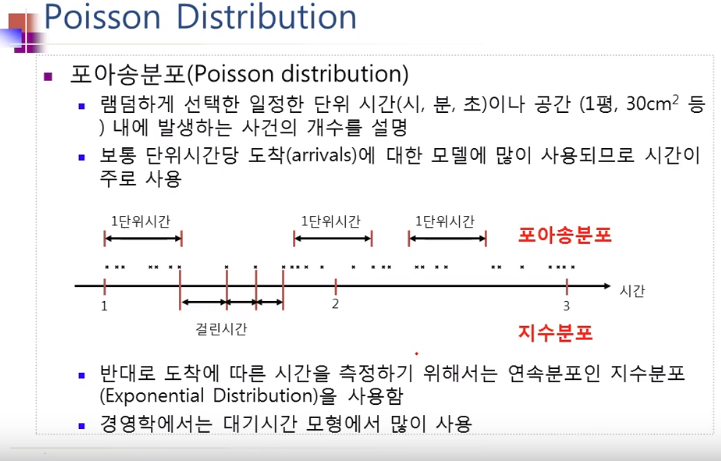 Poisson Distribution
포아송분포(Poisson distribution)
램덤하게 선택한 일정한 단위 시간(시, 분, 초)이나 공간 (1평, 30cm² 등
) 내에 발생하는 사건의 개수를 설명
보통 단위시간당 도착(arrivals)에 대한 모델에 많이 사용되므로 시간이
주로 사용
1단위시간 1단위시간 1단위시간
포아송분포
시간
1 2 3
걸린시간
지수분포
반대로 도착에 따른 시간을 측정하기 위해서는 연속분포인 지수분포
(Exponential Distribution)을 사용함
경영학에서는 대기시간 모형에서 많이 사용